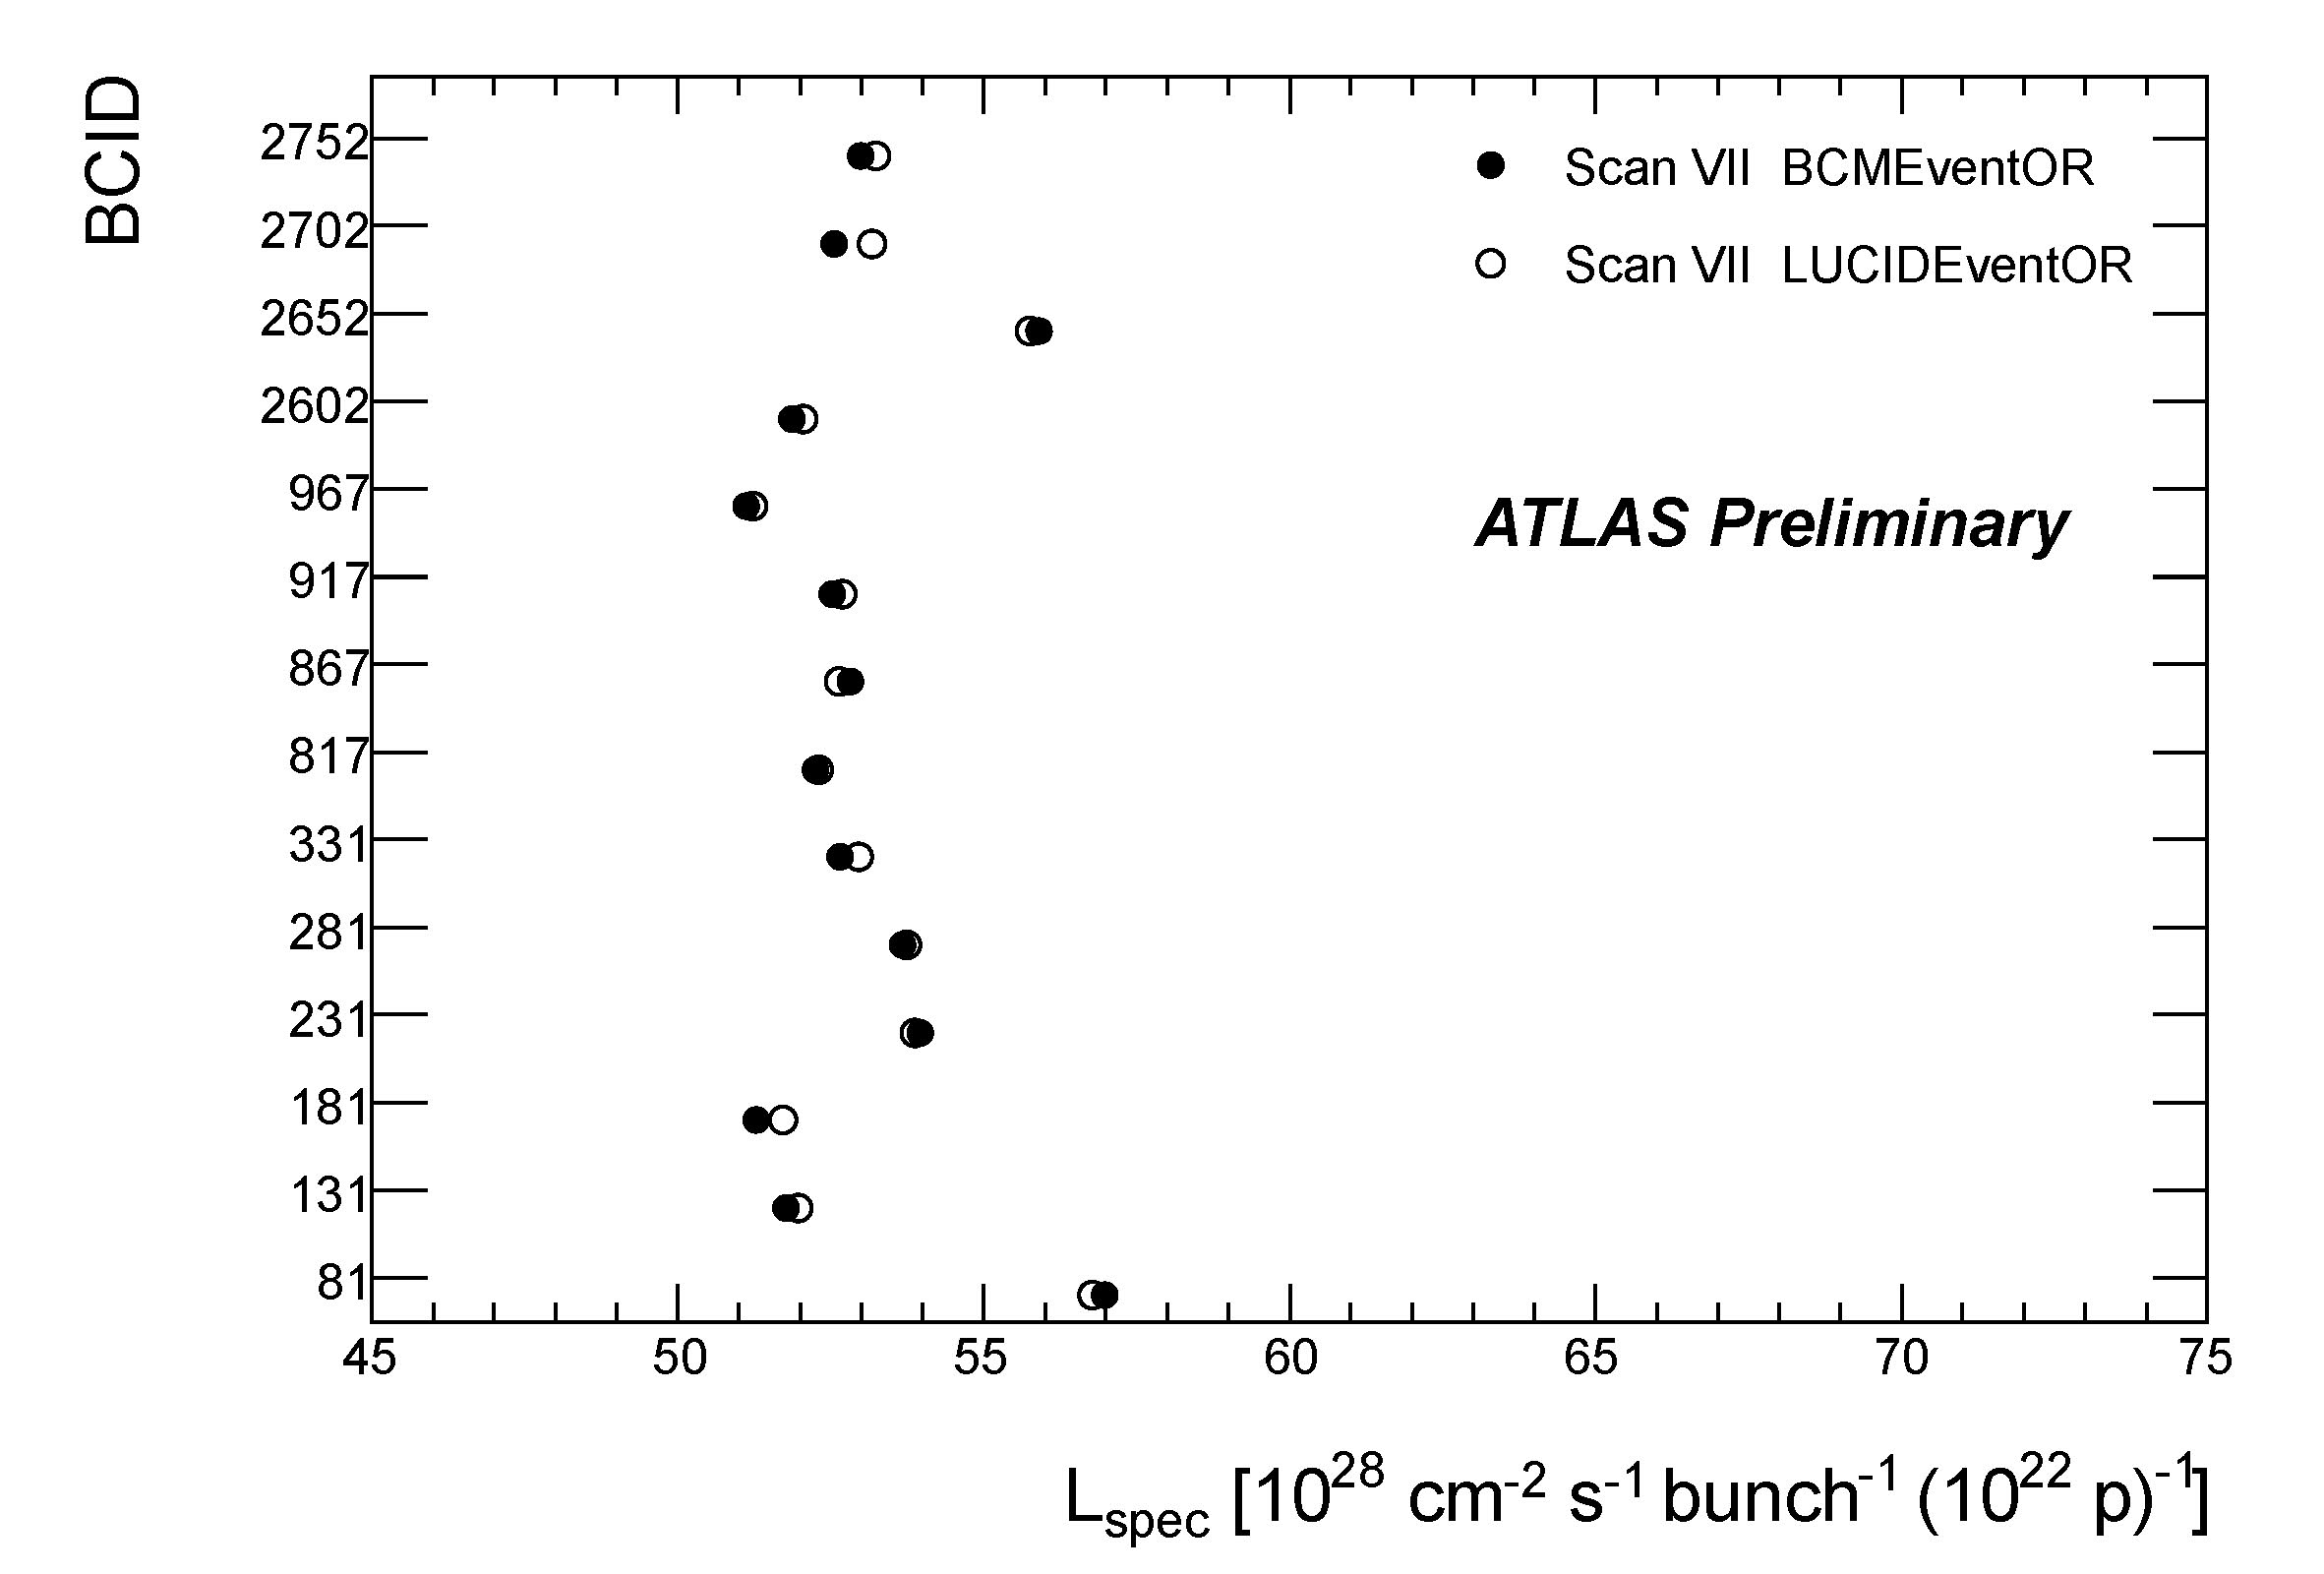 BCID
2752
2702
2652
2602
967
917
867
817
331
281
231
181
131
81
Scan VII BCMEventOR
Scan VII LUCIDEventOR
ATLAS Preliminary
45 50 55 60 65 70 75
L_spec [10^28 cm^-2 s^-1 bunch^-1 (10^22 p)^-1]